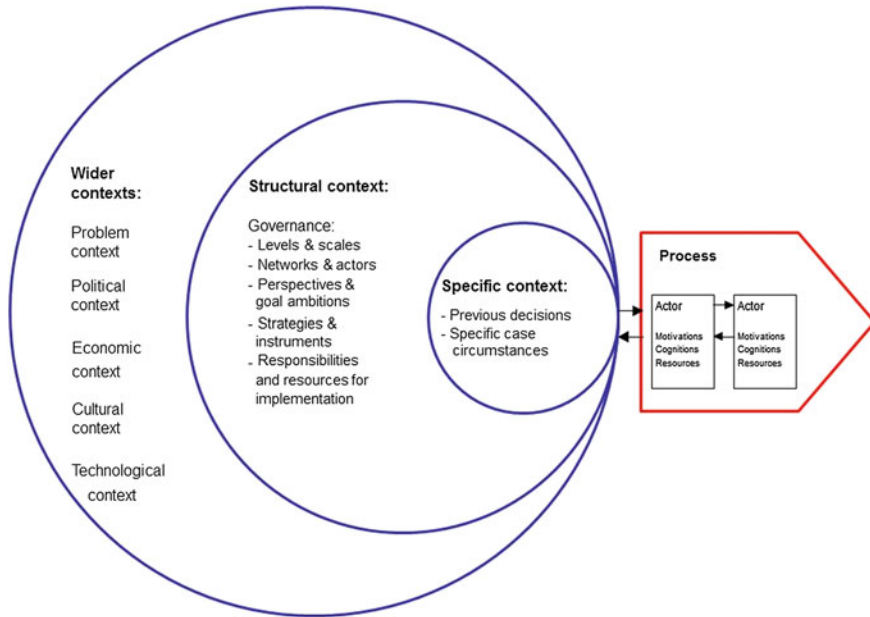 Wider
contexts:
Problem
context
Political
context
Economic
context
Cultural
context
Technological
context
Structural context:
Governance:
- Levels & scales
- Networks & actors
- Perspectives &
goal ambitions
- Strategies &
instruments
- Responsibilities
and resources for
implementation
Specific context:
- Previous decisions
- Specific case
circumstances
Process
Actor
Motivations
Cognitions
Resources
Actor
Motivations
Cognitions
Resources